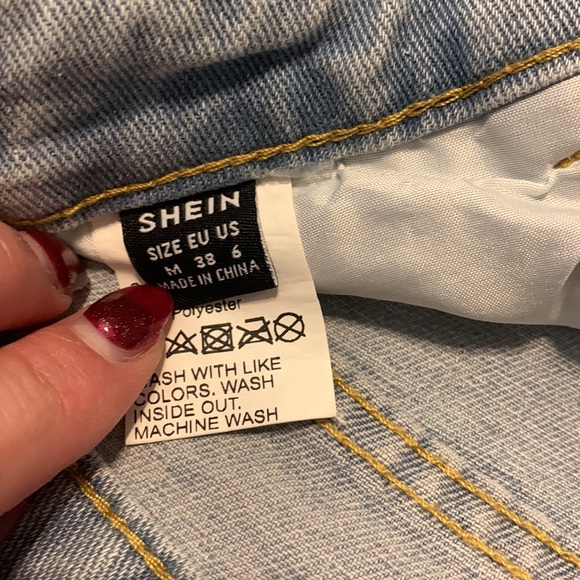 SHEIN
SIZE EU US
M 38 6
MADE IN CHINA
Polyester
WASH WITH LIKE
COLORS. WASH
INSIDE OUT.
MACHINE WASH